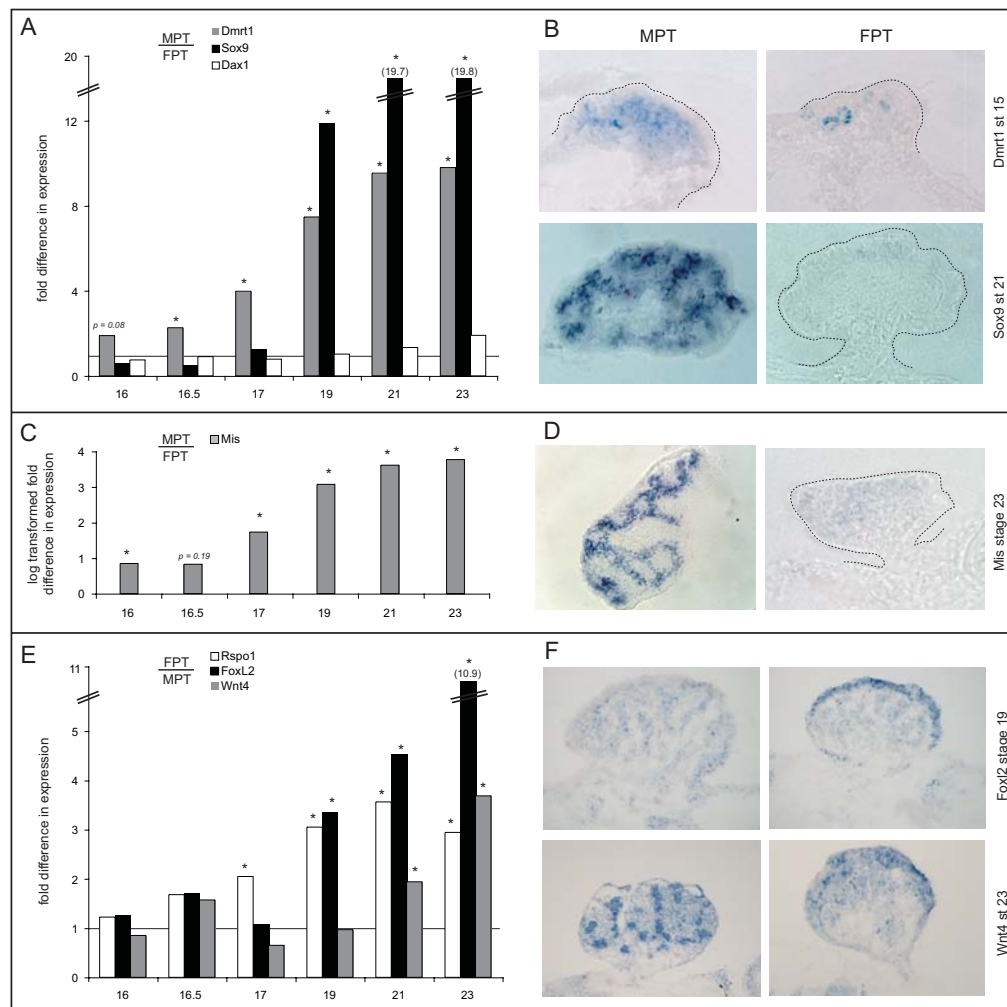 A
MPT
FPT
Dmrt1
Sox9
Dax1
fold difference in expression
20
12
8
4
0
p = 0.08
*
*
*
*
*
*
*
* (19.7)
* (19.8)
16 16.5 17 19 21 23
B
MPT FPT
Dmrt1 st 15
Sox9 st 21
C
MPT
FPT
Mis
log transformed fold
difference in expression
4
3
2
1
0
*
p = 0.19
*
*
*
*
16 16.5 17 19 21 23
D
Mis stage 23
E
FPT
MPT
Rspo1
FoxL2
Wnt4
fold difference in expression
11
5
4
3
2
1
0
*
*
*
*
*
*
*
*
* (10.9)
16 16.5 17 19 21 23
F
Foxl2 stage 19
Wnt4 st 23